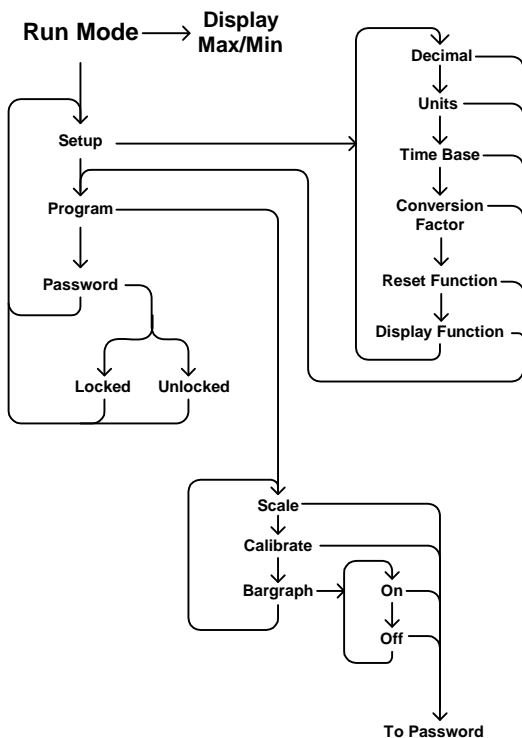 Run Mode
Display
Max/Min
Setup
Program
Password
Locked
Unlocked
Decimal
Units
Time Base
Conversion
Factor
Reset Function
Display Function
Scale
Calibrate
Bargraph
On
Off
To Password